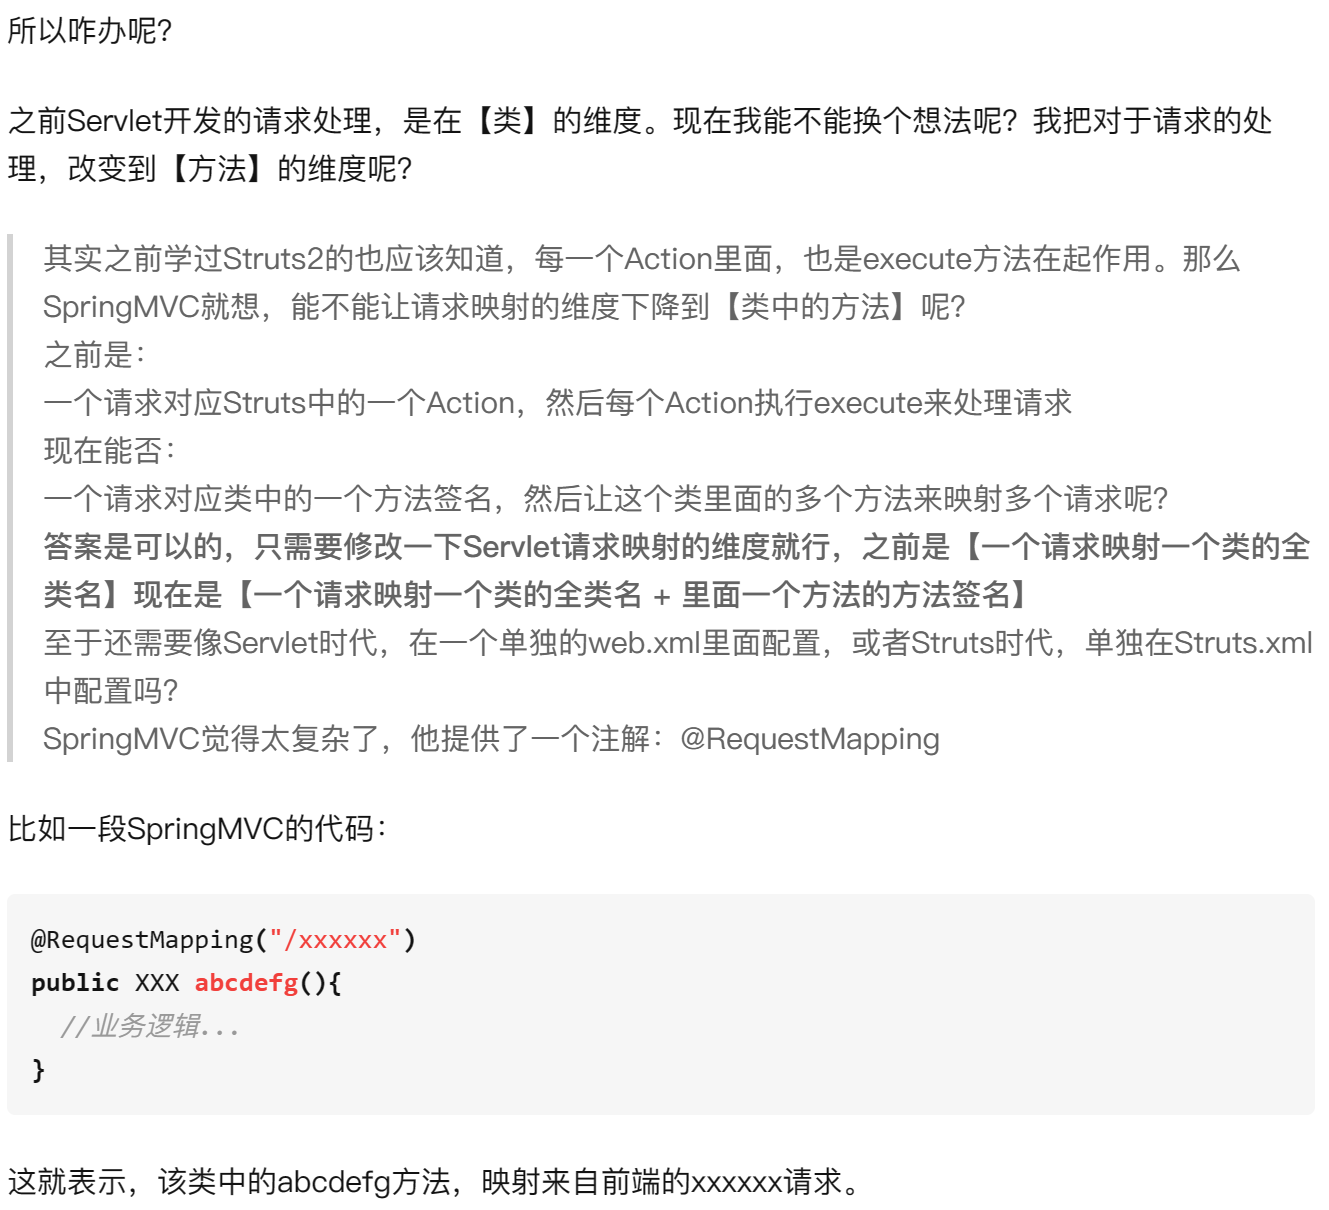 所以咋办呢？
之前Servlet开发的请求处理，是在【类】的维度。现在我能不能换个想法呢？我把对于请求的处
理，改变到【方法】的维度呢？
其实之前学过Struts2的也应该知道，每一个Action里面，也是execute方法在起作用。那么
SpringMVC就想，能不能让请求映射的维度下降到【类中的方法】呢？
之前是：
一个请求对应Struts中的一个Action，然后每个Action执行execute来处理请求
现在能否：
一个请求对应类中的一个方法签名，然后让这个类里面的多个方法来映射多个请求呢？
答案是可以的，只需要修改一下Servlet请求映射的维度就行，之前是【一个请求映射一个类的全
类名】现在是【一个请求映射一个类的全类名 + 里面一个方法的方法签名】
至于还需要像Servlet时代，在一个单独的web.xml里面配置，或者Struts时代，单独在Struts.xml
中配置吗？
SpringMVC觉得太复杂了，他提供了一个注解：@RequestMapping
比如一段SpringMVC的代码：
@RequestMapping("/xxxxxx")
public XXX abcdefg(){
  //业务逻辑...
}
这就表示，该类中的abcdefg方法，映射来自前端的xxxxxx请求。